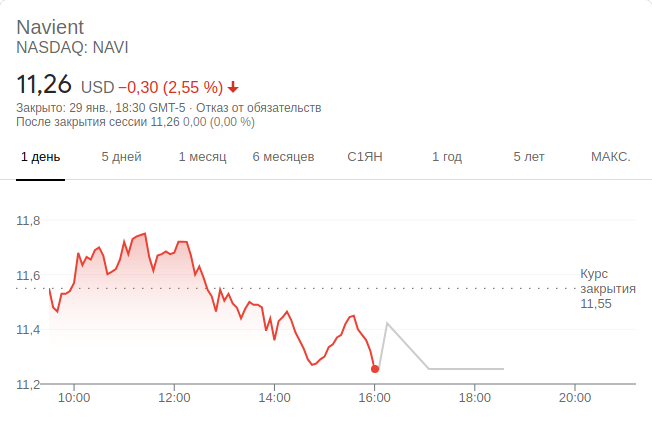 Navient
NASDAQ: NAVI
11,26 USD −0,30 (2,55 %)
Закрыто: 29 янв., 18:30 GMT-5 · Отказ от обязательств
После закрытия сессии 11,26 0,00 (0,00 %)
1 день 5 дней 1 месяц 6 месяцев С1ЯН 1 год 5 лет МАКС.
11,8
11,6
11,4
11,2
Курс
закрытия
11,55
10:00 12:00 14:00 16:00 18:00 20:00